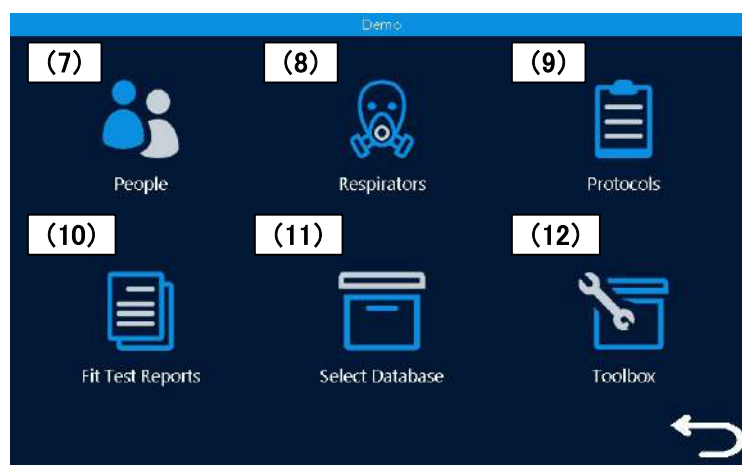 Demo
(7)
(8)
(9)
People
Respirators
Protocols
(10)
(11)
(12)
Fit Test Reports
Select Database
Toolbox